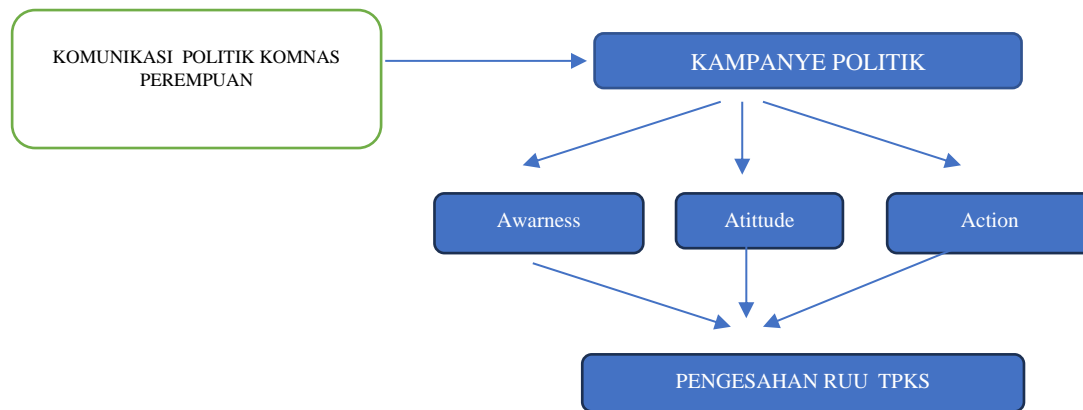 KOMUNIKASI POLITIK KOMNAS
PEREMPUAN
KAMPANYE POLITIK
Awarness
Atittude
Action
PENGESAHAN RUU TPKS